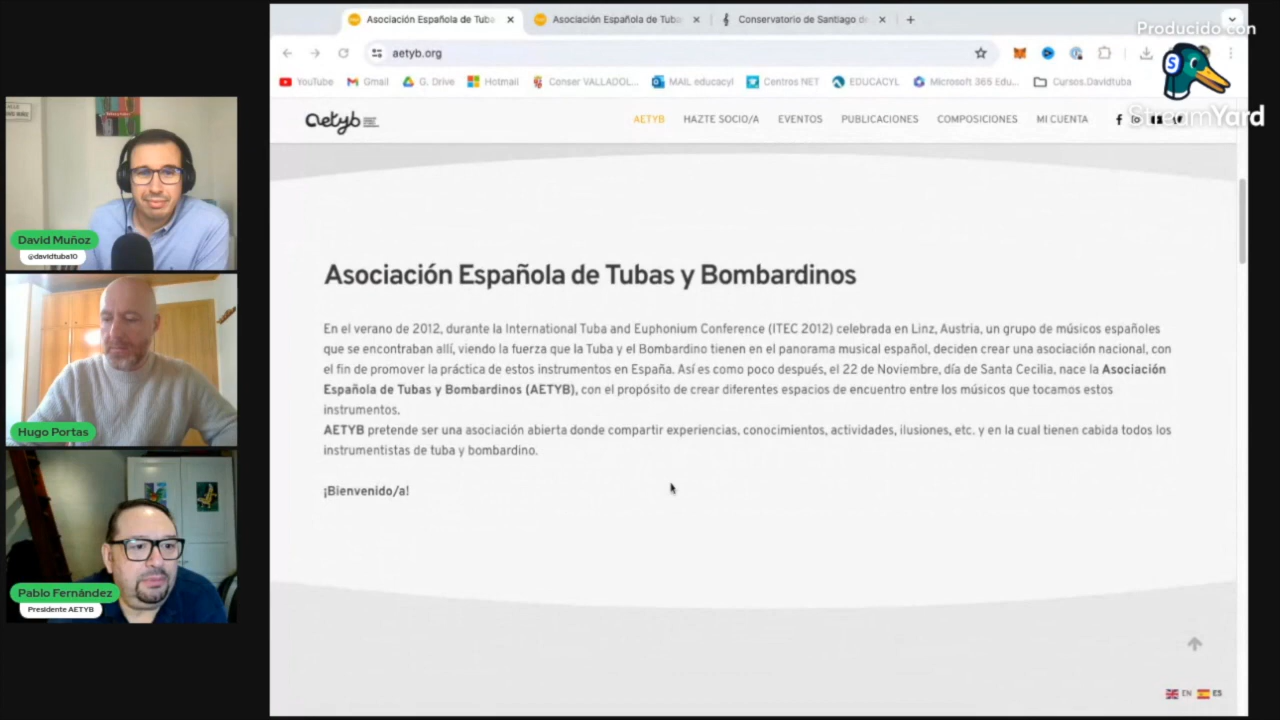 Asociación Española de Tuba
Asociación Española de Tuba
Conservatorio de Santiago d
Producido con
StreamYard
aetyb.org
YouTube
Gmail
G. Drive
Hotmail
Conser VALLADOL...
MAIL educacyl
Centros NET
EDUCACYL
Microsoft 365 Edu...
Cursos.Davidtuba
aetyb
AETYB
HAZTE SOCIO/A
EVENTOS
PUBLICACIONES
COMPOSICIONES
MI CUENTA
David Muñoz
@davidtuba10
Hugo Portas
Pablo Fernández
Presidente AETYB
Asociación Española de Tubas y Bombardinos
En el verano de 2012, durante la International Tuba and Euphonium Conference (ITEC 2012) celebrada en Linz, Austria, un grupo de músicos españoles
que se encontraban allí, viendo la fuerza que la Tuba y el Bombardino tienen en el panorama musical español, deciden crear una asociación nacional, con
el fin de promover la práctica de estos instrumentos en España. Así es como poco después, el 22 de Noviembre, día de Santa Cecilia, nace la Asociación
Española de Tubas y Bombardinos (AETYB), con el propósito de crear diferentes espacios de encuentro entre los músicos que tocamos estos
instrumentos.
AETYB pretende ser una asociación abierta donde compartir experiencias, conocimientos, actividades, ilusiones, etc. y en la cual tienen cabida todos los
instrumentistas de tuba y bombardino.
¡Bienvenido/a!
EN
ES